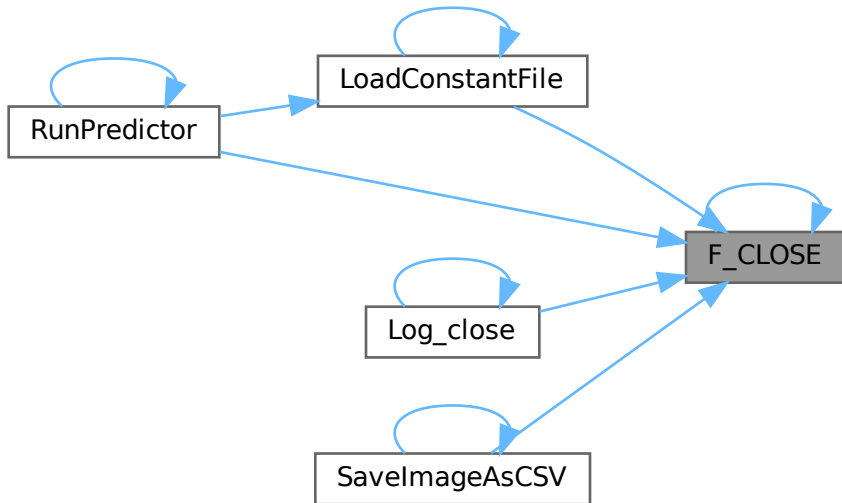 LoadConstantFile
RunPredictor
F_CLOSE
Log_close
SaveImageAsCSV